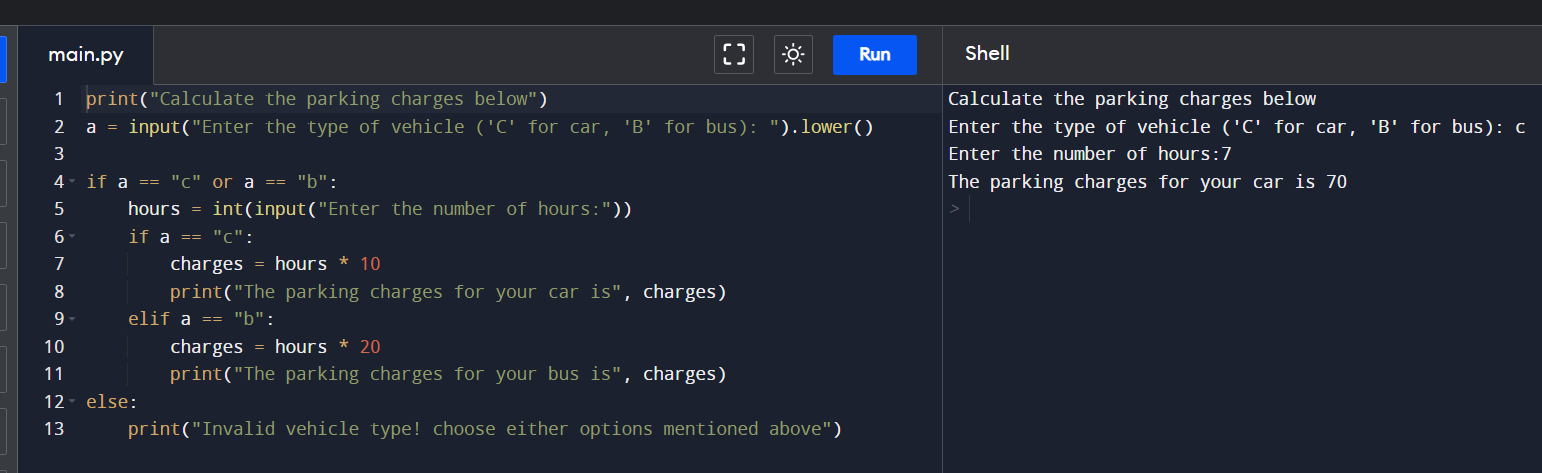 main.py
Run
Shell
1 print("Calculate the parking charges below")
2 a = input("Enter the type of vehicle ('C' for car, 'B' for bus): ").lower()
3
4 if a == "c" or a == "b":
5     hours = int(input("Enter the number of hours:"))
6     if a == "c":
7         charges = hours * 10
8         print("The parking charges for your car is", charges)
9     elif a == "b":
10         charges = hours * 20
11         print("The parking charges for your bus is", charges)
12 else:
13     print("Invalid vehicle type! choose either options mentioned above")
Calculate the parking charges below
Enter the type of vehicle ('C' for car, 'B' for bus): c
Enter the number of hours:7
The parking charges for your car is 70
>